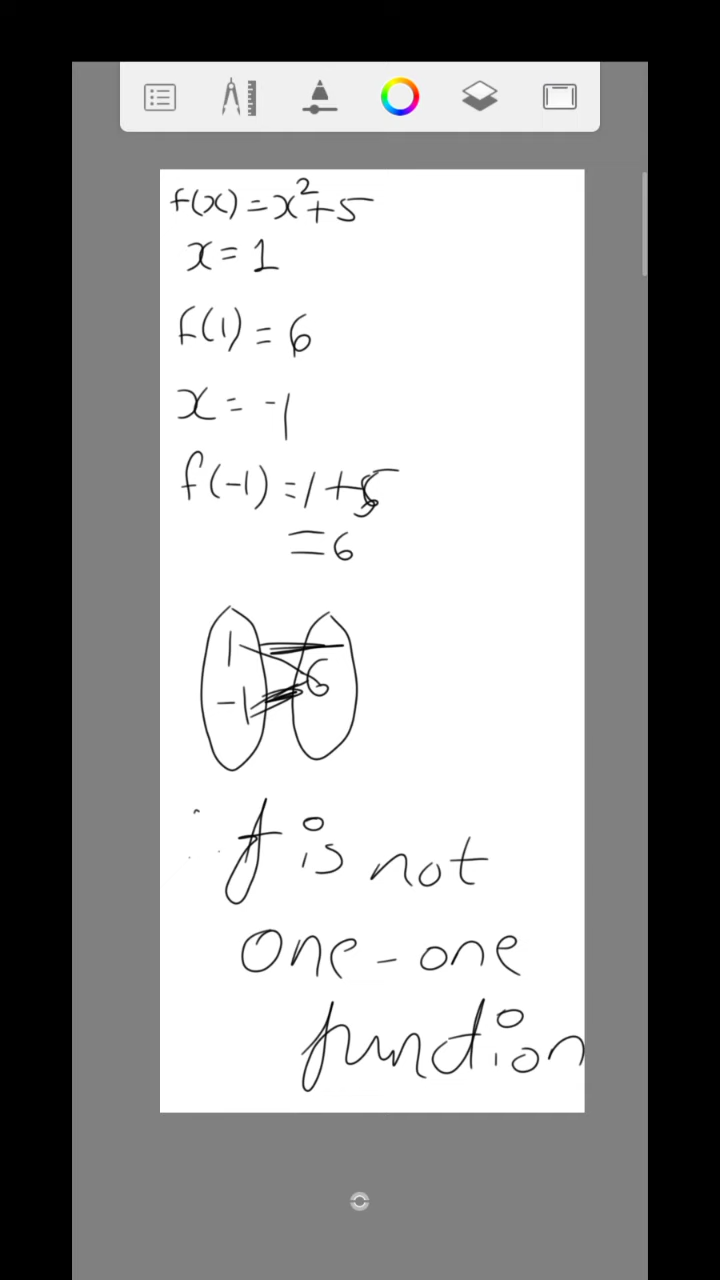 f(x) = x²+5
x = 1
f(1) = 6
x = -1
f(-1) = 1+5
= 6
1
6
-1
∴ f is not
one-one
function